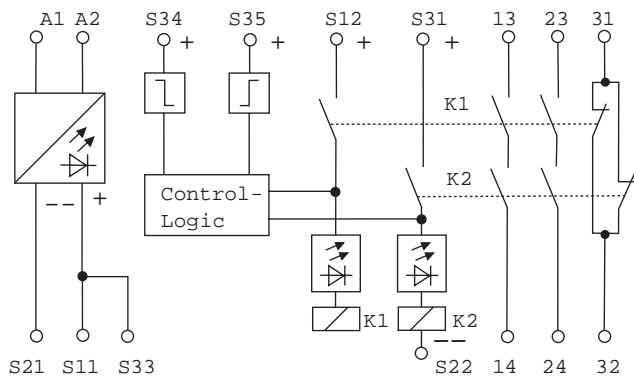 A1 A2 S34 S35 S12 S31 13 23 31
+ + + +
K1
K2
Control-
Logic
-- +
K1 K2
--
S21 S11 S33 S22 14 24 32